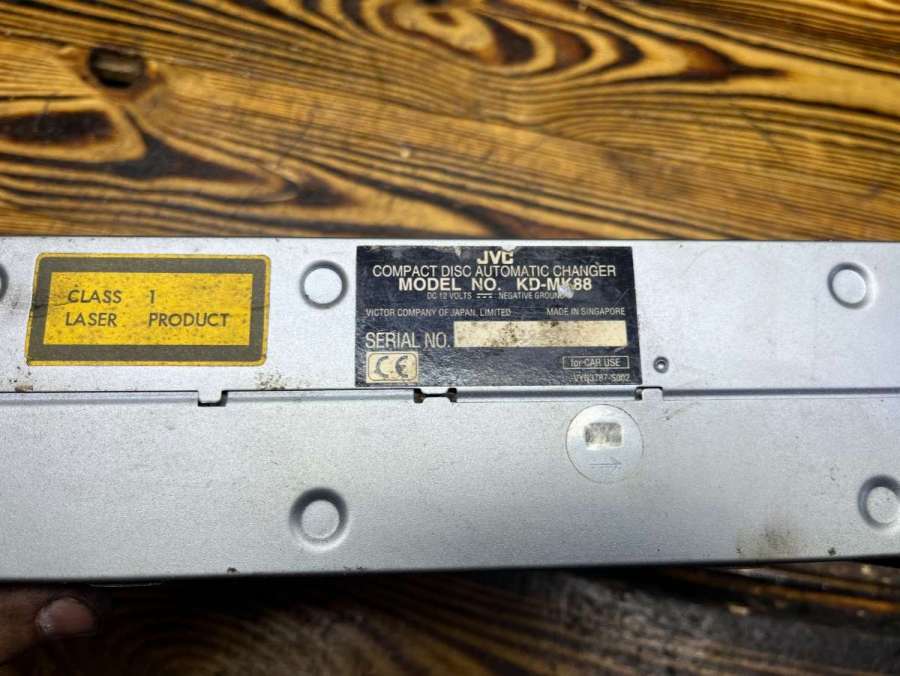 CLASS 1
LASER PRODUCT
JVC
COMPACT DISC AUTOMATIC CHANGER
MODEL NO. KD-MK88
DC 12 VOLTS NEGATIVE GROUND
VICTOR COMPANY OF JAPAN, LIMITED MADE IN SINGAPORE
SERIAL NO.
CE
for CAR USE